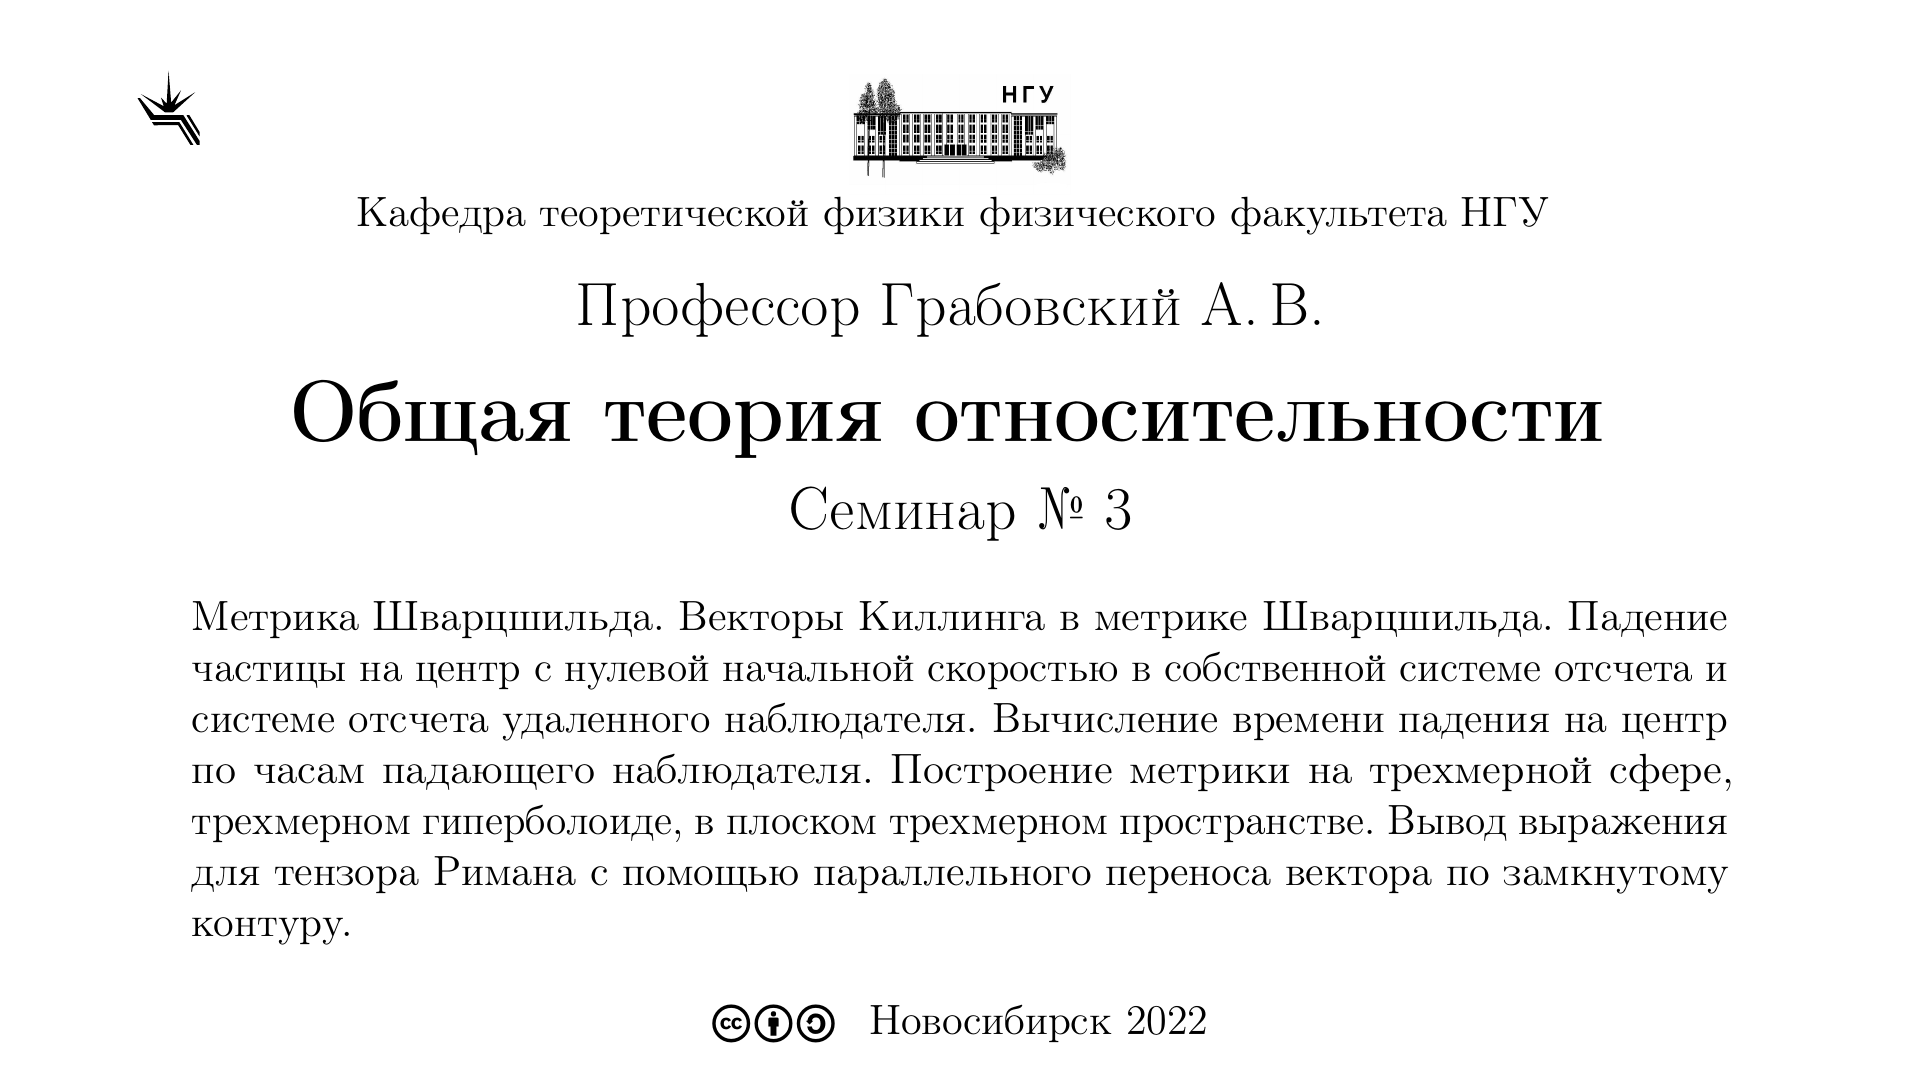 НГУ
Кафедра теоретической физики физического факультета НГУ
Профессор Грабовский А. В.
Общая теория относительности
Семинар № 3
Метрика Шварцшильда. Векторы Киллинга в метрике Шварцшильда. Падение
частицы на центр с нулевой начальной скоростью в собственной системе отсчета и
системе отсчета удаленного наблюдателя. Вычисление времени падения на центр
по часам падающего наблюдателя. Построение метрики на трехмерной сфере,
трехмерном гиперболоиде, в плоском трехмерном пространстве. Вывод выражения
для тензора Римана с помощью параллельного переноса вектора по замкнутому
контуру.
cc Новосибирск 2022